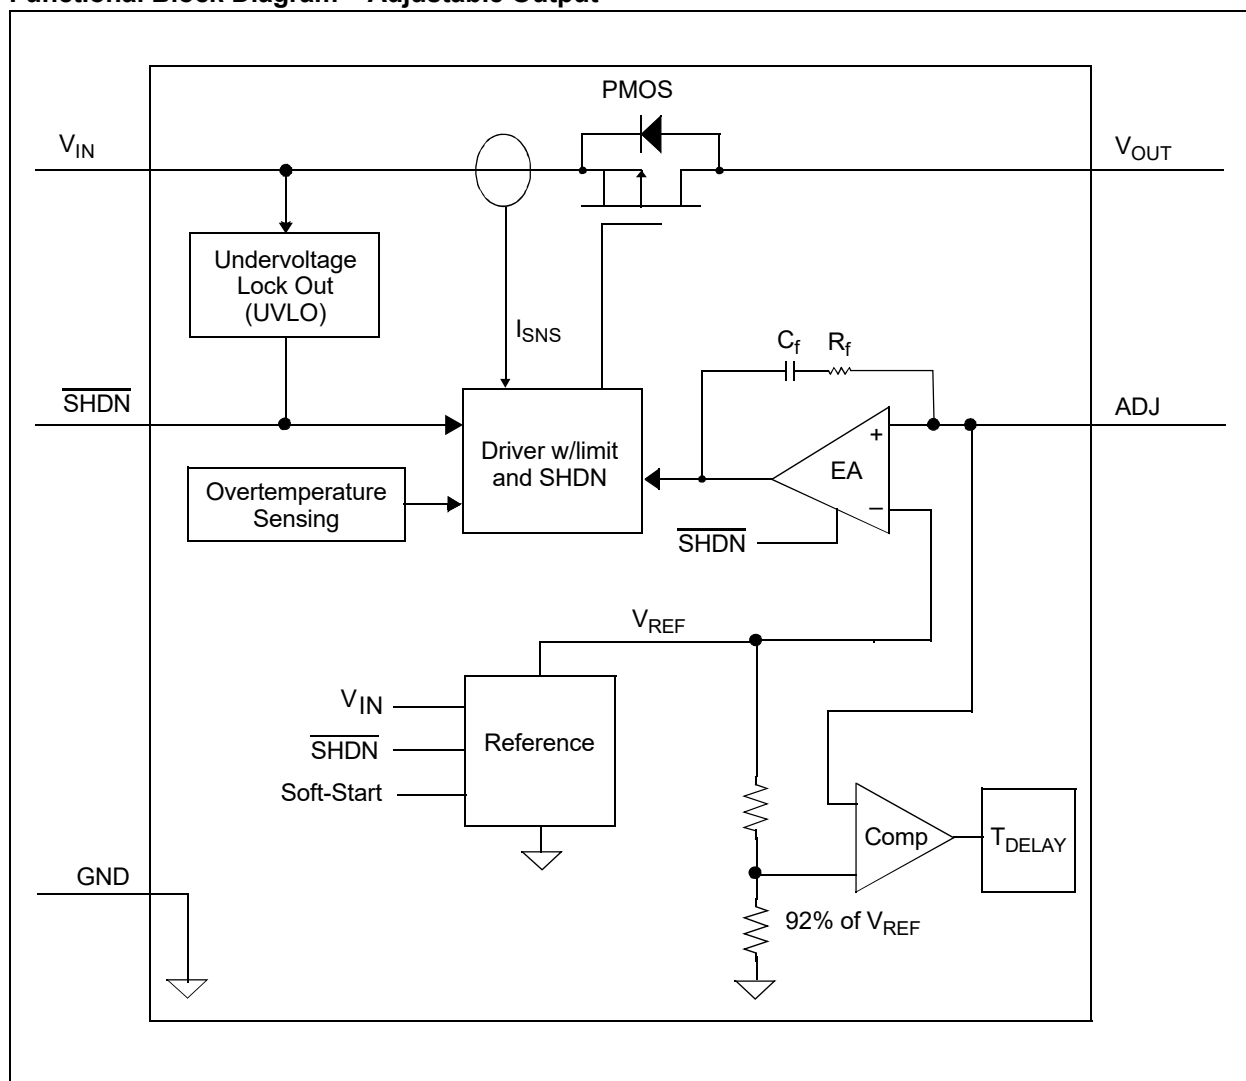 Functional Block Diagram – Adjustable Output
PMOS
VIN
VOUT
Undervoltage
Lock Out
(UVLO)
ISNS
Cf
Rf
SHDN
ADJ
Driver w/limit
and SHDN
+
EA
–
Overtemperature
Sensing
SHDN
VREF
VIN
SHDN
Soft-Start
Reference
Comp
TDELAY
GND
92% of VREF